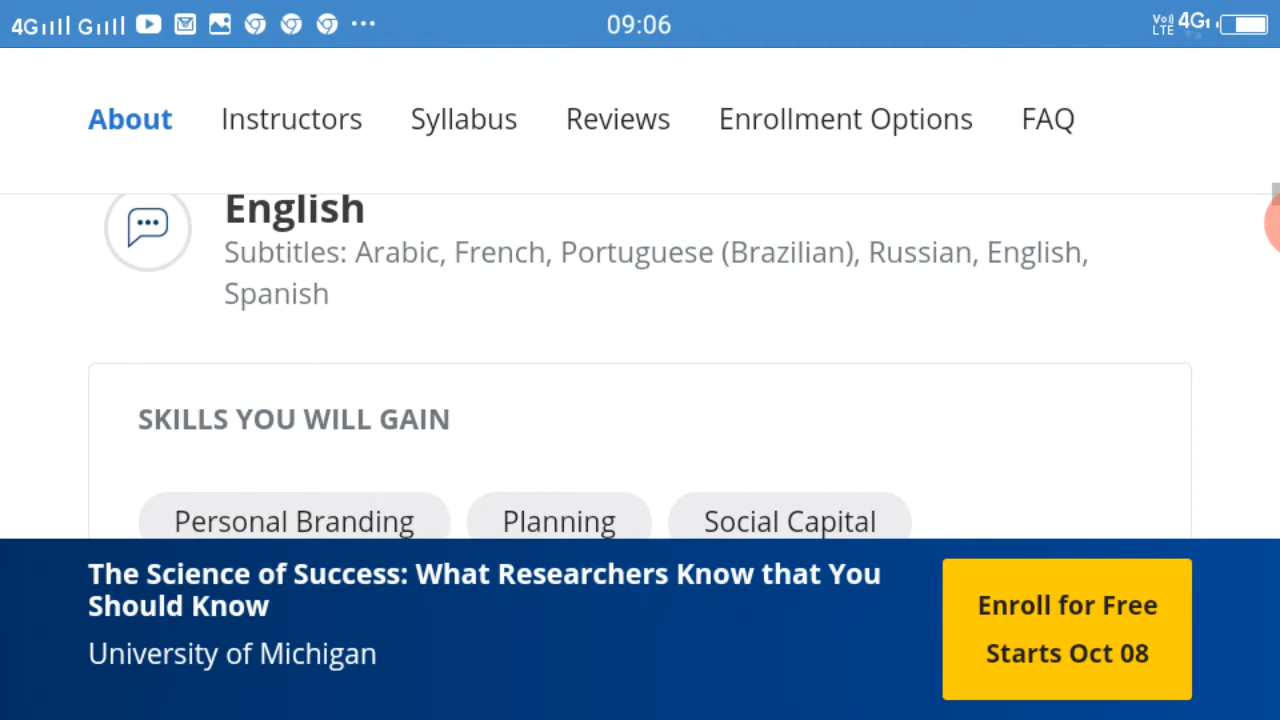 4G G 09:06 Vo) LTE 4G
About Instructors Syllabus Reviews Enrollment Options FAQ
English
Subtitles: Arabic, French, Portuguese (Brazilian), Russian, English,
Spanish
SKILLS YOU WILL GAIN
Personal Branding Planning Social Capital
The Science of Success: What Researchers Know that You
Should Know
University of Michigan
Enroll for Free
Starts Oct 08